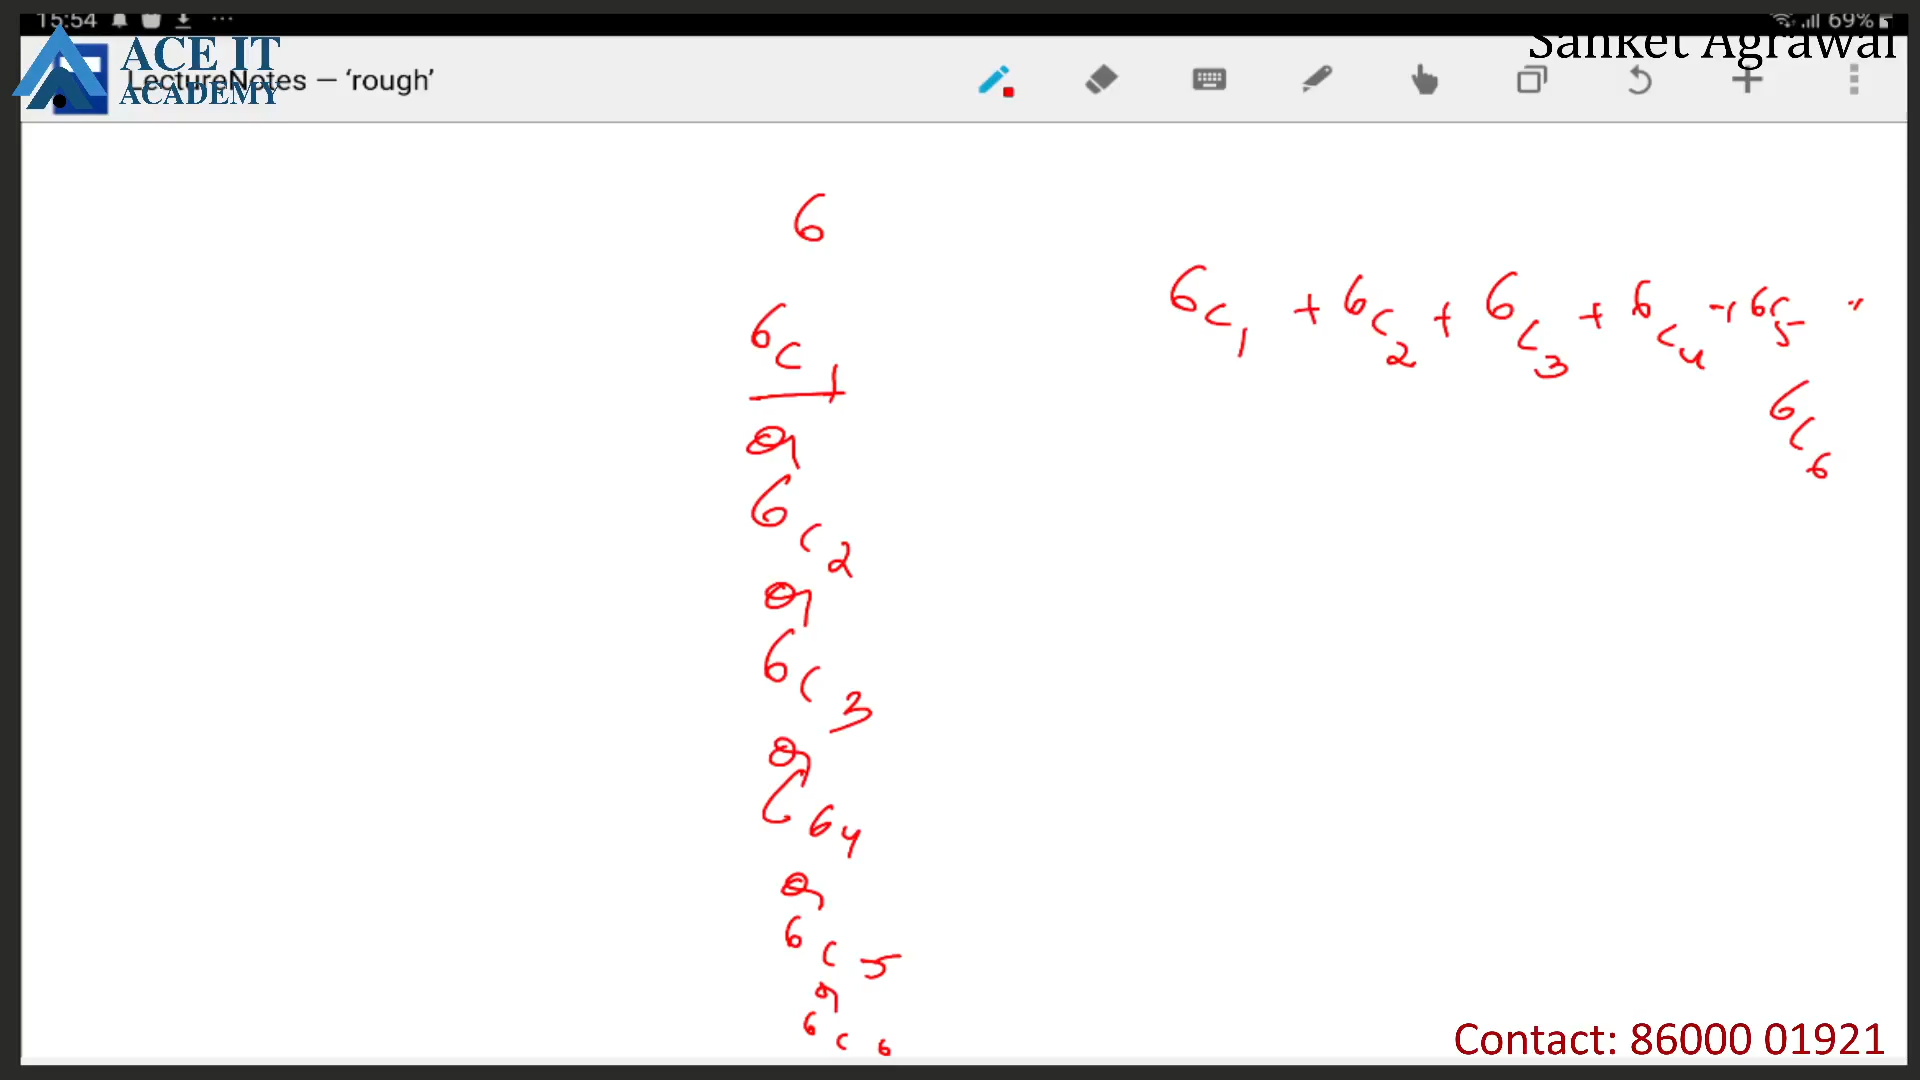 15:54 ... 69%
ACE IT
ACADEMY
LectureNotes — ‘rough’
Sanket Agrawal
6
6C1
or
6C2
or
6C3
or
C64
or
6C5
or
6C6
6C1 + 6C2 + 6C3 + 6C4 + 6C5 +
6C6
Contact: 86000 01921